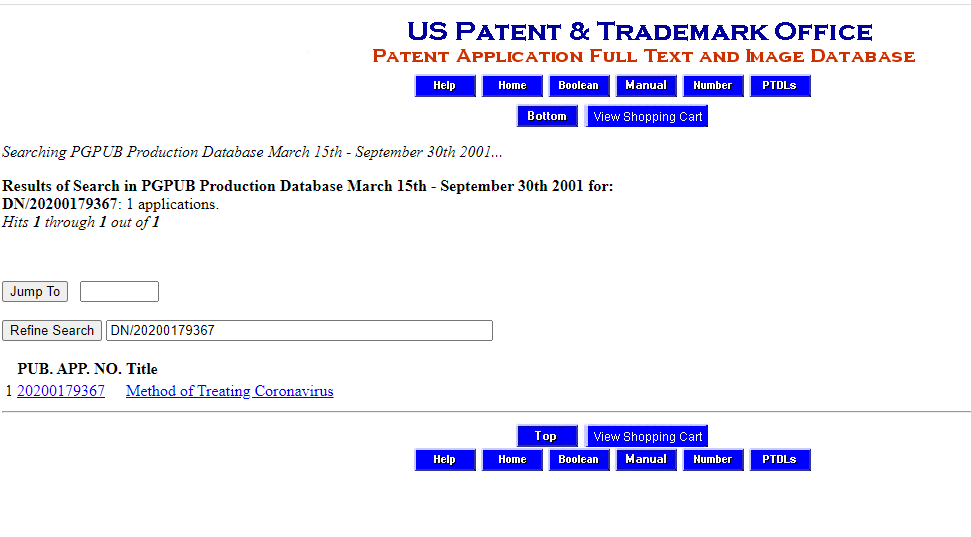 US PATENT & TRADEMARK OFFICE
PATENT APPLICATION FULL TEXT AND IMAGE DATABASE
Help Home Boolean Manual Number PTDLs
Bottom View Shopping Cart
Searching PGPUB Production Database March 15th - September 30th 2001...
Results of Search in PGPUB Production Database March 15th - September 30th 2001 for:
DN/20200179367: 1 applications.
Hits 1 through 1 out of 1
Jump To
Refine Search DN/20200179367
PUB. APP. NO. Title
1 20200179367 Method of Treating Coronavirus
Top View Shopping Cart
Help Home Boolean Manual Number PTDLs